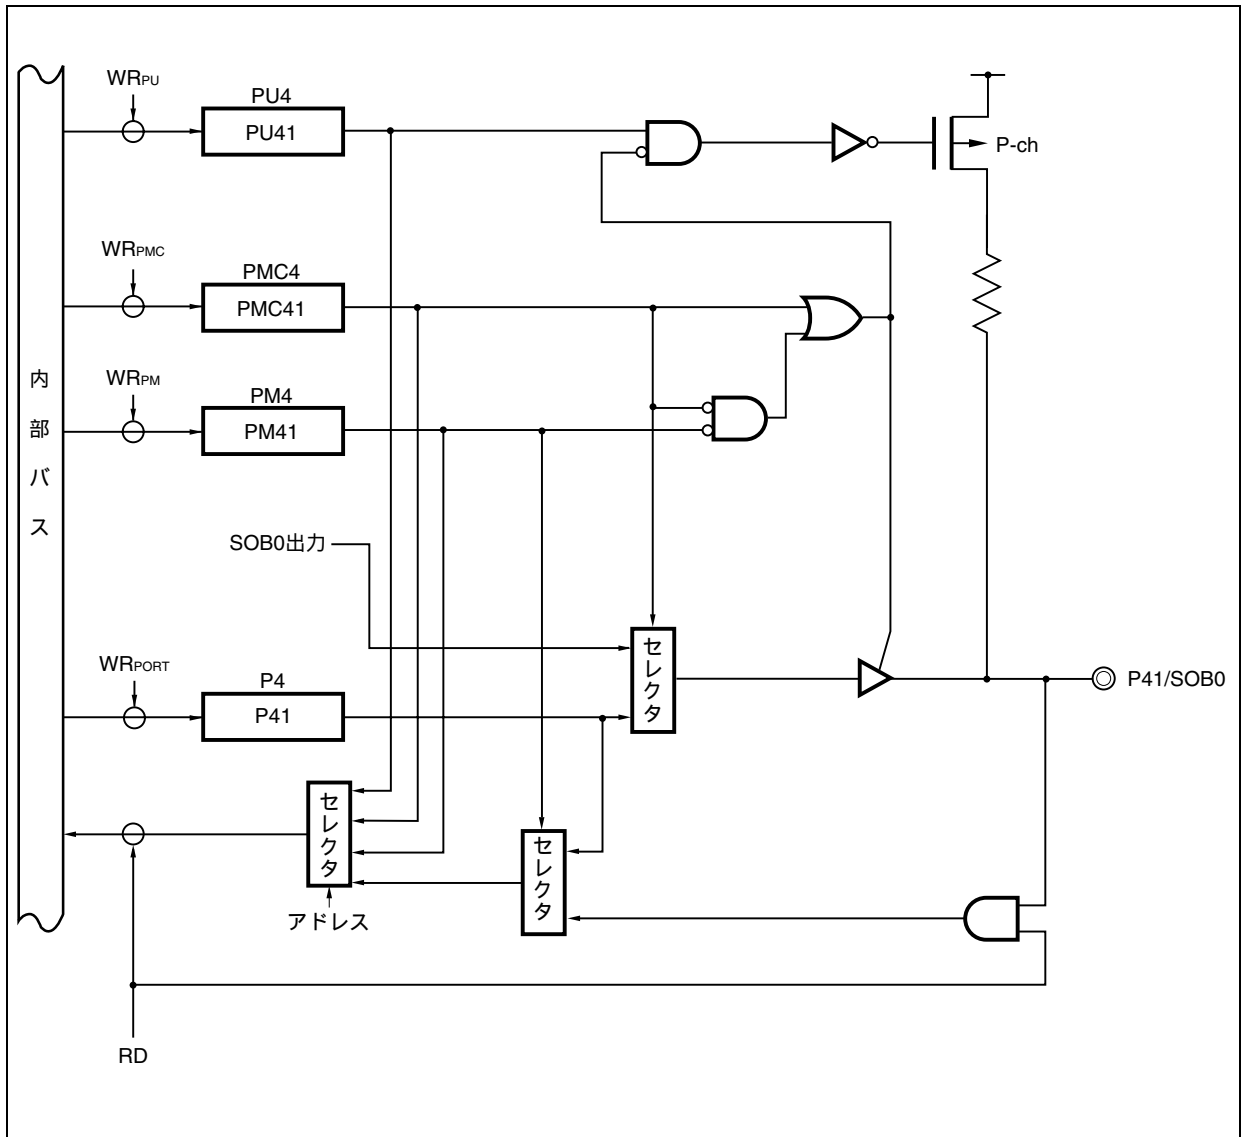 WRPU
PU4
PU41
P-ch
WRPMC
PMC4
PMC41
内部バス
WRPM
PM4
PM41
SOB0出力
セレクタ
WRPORT
P4
P41
P41/SOB0
セレクタ
セレクタ
アドレス
RD